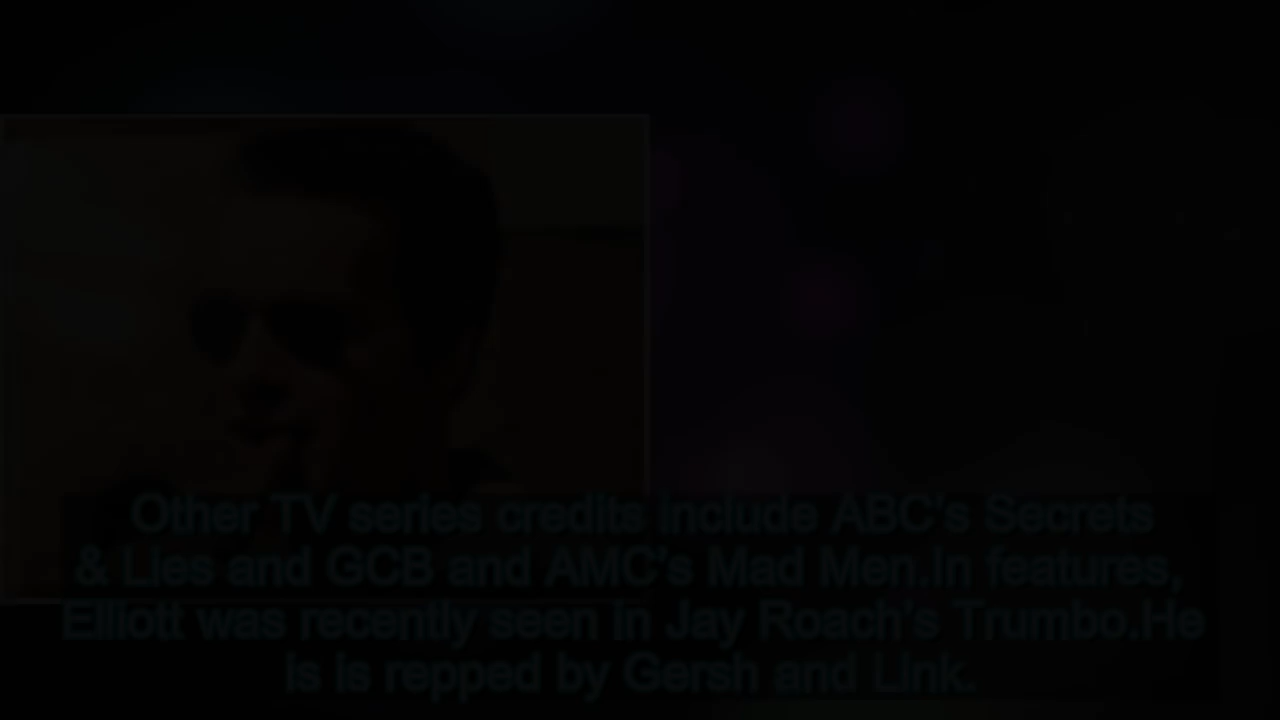 Other TV series credits include ABC's Secrets
& Lies and GCB and AMC's Mad Men.In features,
Elliott was recently seen in Jay Roach's Trumbo.He
is is repped by Gersh and Link.